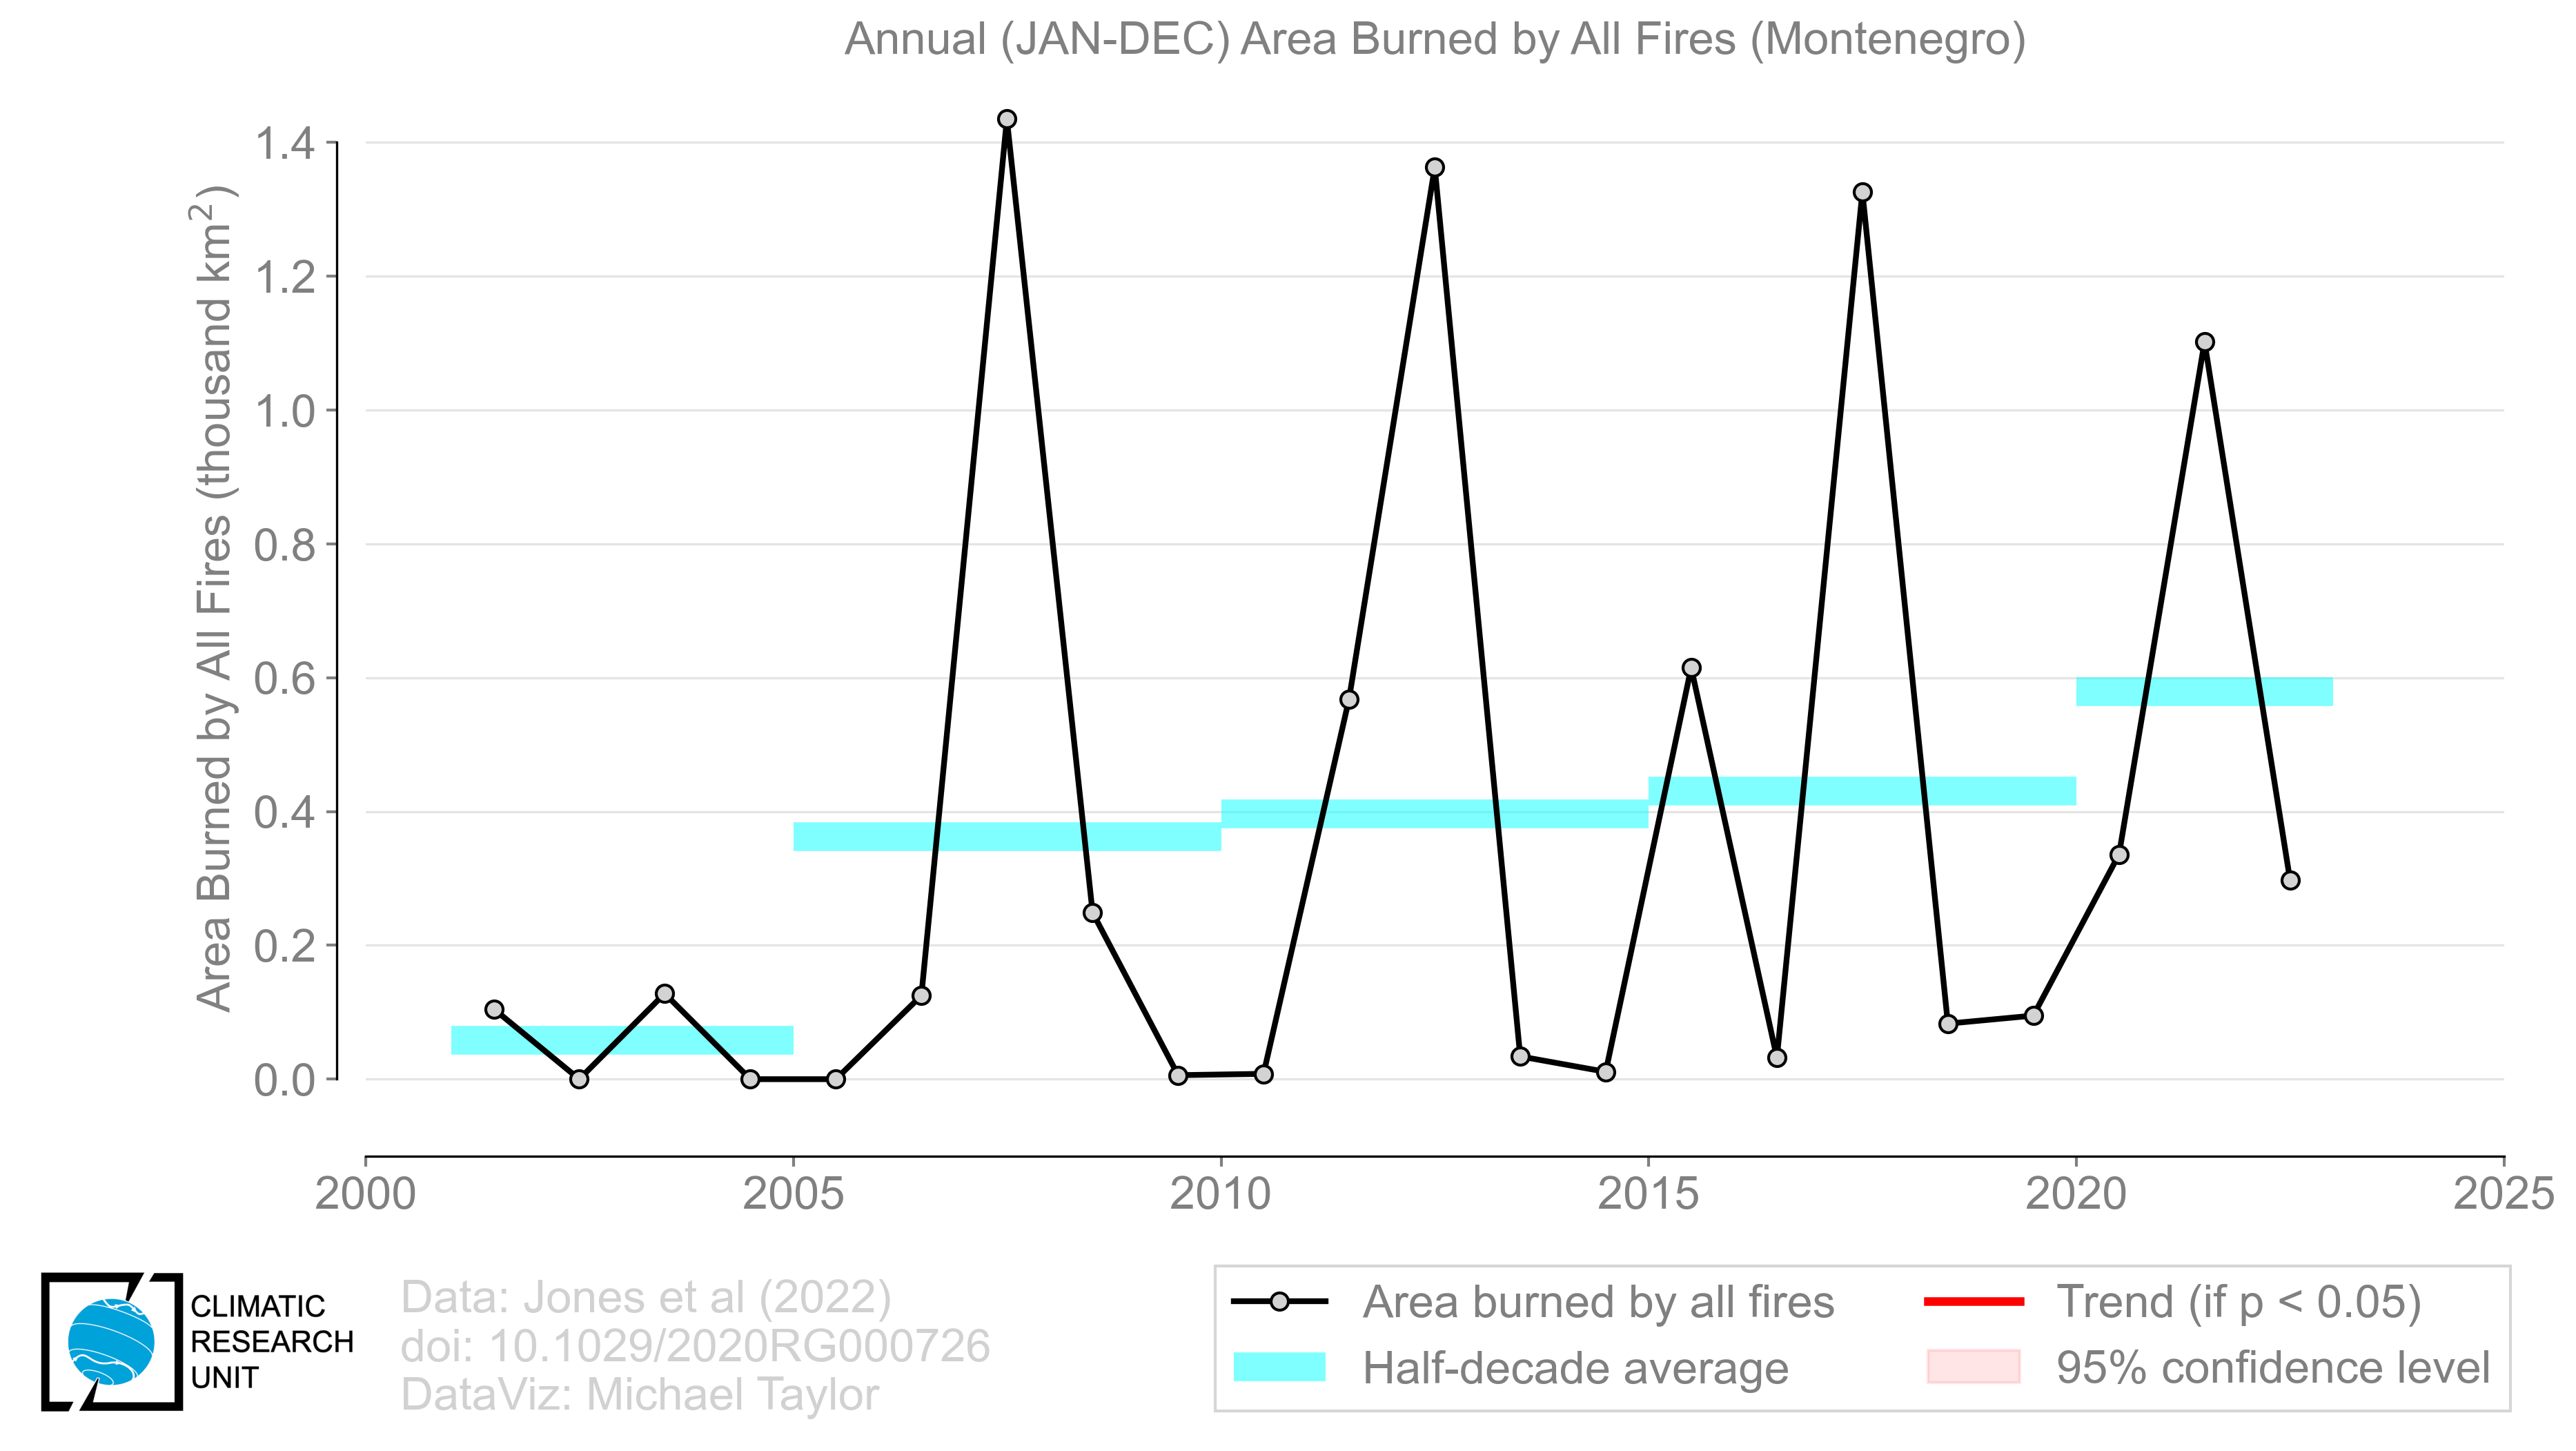 Annual (JAN-DEC) Area Burned by All Fires (Montenegro)
Area Burned by All Fires (thousand km²)
1.4
1.2
1.0
0.8
0.6
0.4
0.2
0.0
2000 2005 2010 2015 2020 2025
CLIMATIC
RESEARCH
UNIT
Data: Jones et al (2022)
doi: 10.1029/2020RG000726
DataViz: Michael Taylor
Area burned by all fires
Half-decade average
Trend (if p < 0.05)
95% confidence level